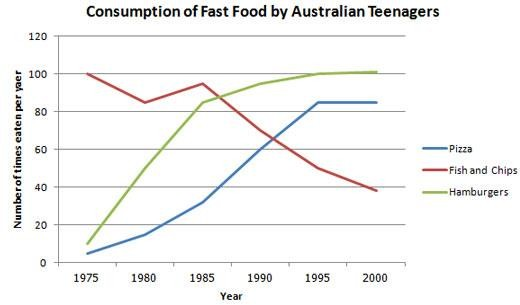 Consumption of Fast Food by Australian Teenagers
120
100
80
60
40
20
0
Number of times eaten per yaer
1975 1980 1985 1990 1995 2000
Year
Pizza
Fish and Chips
Hamburgers